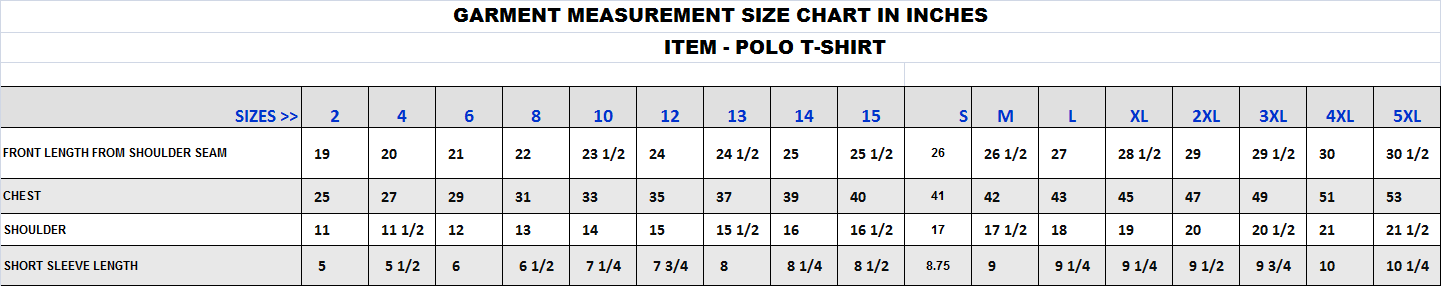 GARMENT MEASUREMENT SIZE CHART IN INCHES
ITEM - POLO T-SHIRT
SIZES >> 2 4 6 8 10 12 13 14 15 S M L XL 2XL 3XL 4XL 5XL
FRONT LENGTH FROM SHOULDER SEAM 19 20 21 22 23 1/2 24 24 1/2 25 25 1/2 26 26 1/2 27 28 1/2 29 29 1/2 30 30 1/2
CHEST 25 27 29 31 33 35 37 39 40 41 42 43 45 47 49 51 53
SHOULDER 11 11 1/2 12 13 14 15 15 1/2 16 16 1/2 17 17 1/2 18 19 20 20 1/2 21 21 1/2
SHORT SLEEVE LENGTH 5 5 1/2 6 6 1/2 7 1/4 7 3/4 8 8 1/4 8 1/2 8.75 9 9 1/4 9 1/4 9 1/2 9 3/4 10 10 1/4